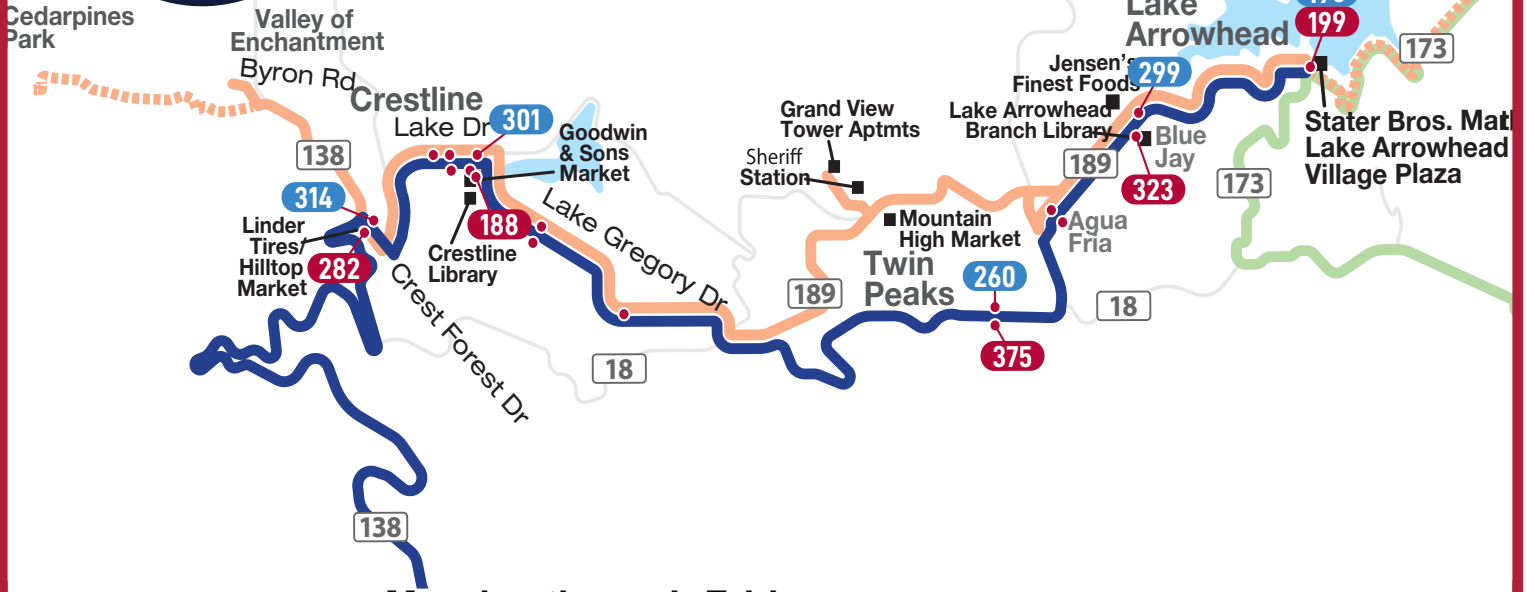 Cedarpines
Park
Valley of
Enchantment
Byron Rd
Crestline
Lake Dr
301
Goodwin
& Sons
Market
138
314
Linder
Tires/
Hilltop
Market
282
188
Crestline
Library
Lake Gregory Dr
Crest Forest Dr
18
138
Grand View
Tower Aptmts
Sheriff
Station
Mountain
High Market
Twin
Peaks
189
260
375
18
Agua
Fria
Lake
Arrowhead
199
173
Jensen's
Finest Foods
299
Lake Arrowhead
Branch Library
Blue
Jay
189
323
173
Stater Bros.
Lake Arrowhead
Village Plaza